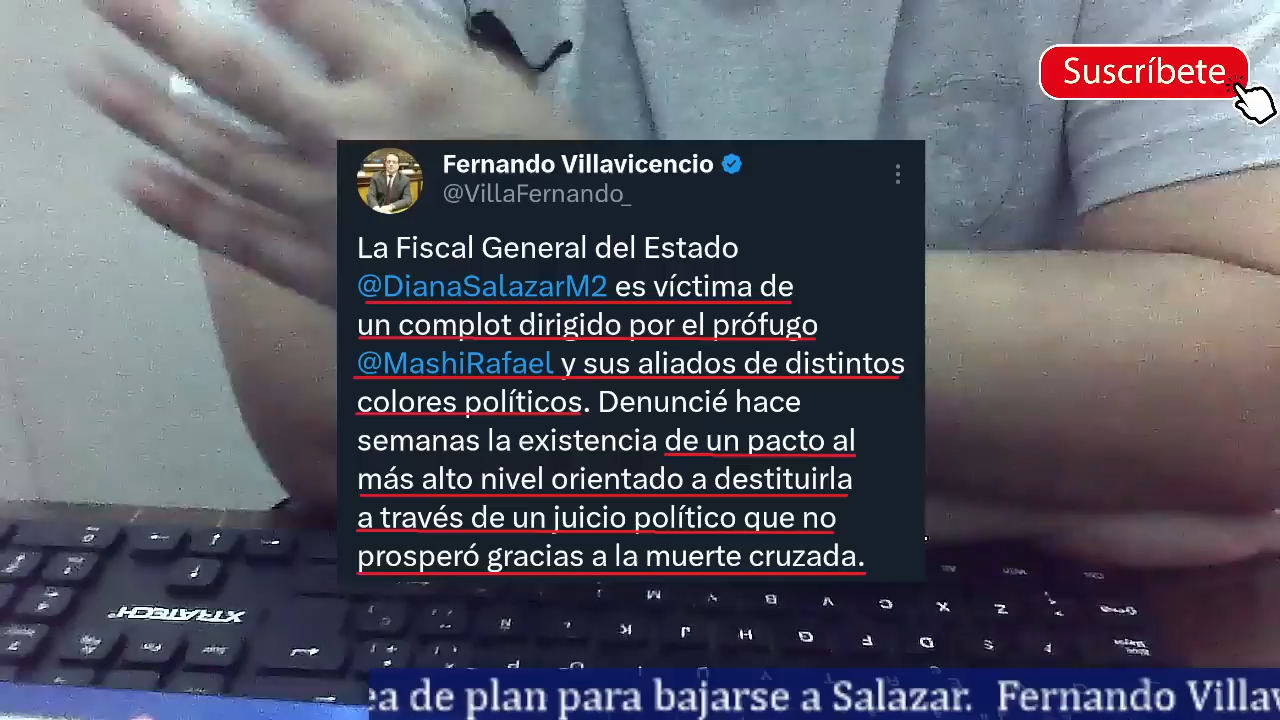 Suscríbete
Fernando Villavicencio
@VillaFernando_
La Fiscal General del Estado
@DianaSalazarM2 es víctima de
un complot dirigido por el prófugo
@MashiRafael y sus aliados de distintos
colores políticos. Denuncié hace
semanas la existencia de un pacto al
más alto nivel orientado a destituirla
a través de un juicio político que no
prosperó gracias a la muerte cruzada.
XTRATECH
M N B V C X Z
K J H G F D S A
de plan para bajarse a Salazar. Fernando